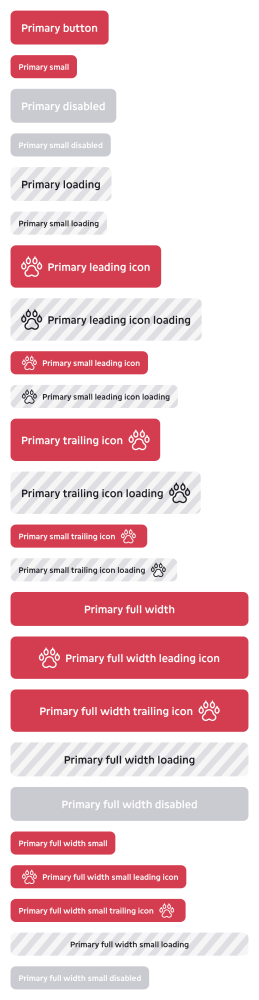 Primary button
Primary small
Primary disabled
Primary small disabled
Primary loading
Primary small loading
Primary leading icon
Primary leading icon loading
Primary small leading icon
Primary small leading icon loading
Primary trailing icon
Primary trailing icon loading
Primary small trailing icon
Primary small trailing icon loading
Primary full width
Primary full width leading icon
Primary full width trailing icon
Primary full width loading
Primary full width disabled
Primary full width small
Primary full width small leading icon
Primary full width small trailing icon
Primary full width small loading
Primary full width small disabled